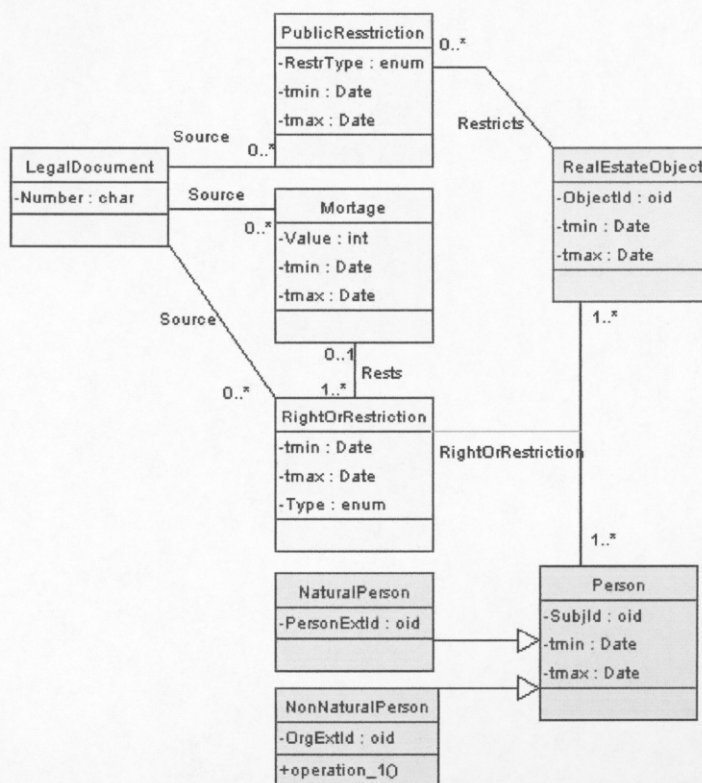 PublicResstriction
0..*
-RestrType : enum
-tmin : Date
-tmax : Date
Restricts
Source
0..*
LegalDocument
-Number : char
RealEstateObject
-ObjectId : oid
-tmin : Date
-tmax : Date
Source
0..*
Mortage
-Value : int
-tmin : Date
-tmax : Date
Source
1..*
0..1
Rests
0..*
1..*
RightOrRestriction
-tmin : Date
-tmax : Date
-Type : enum
RightOrRestriction
1..*
NaturalPerson
-PersonExtId : oid
Person
-SubjId : oid
-tmin : Date
-tmax : Date
NonNaturalPerson
-OrgExtId : oid
+operation_1()